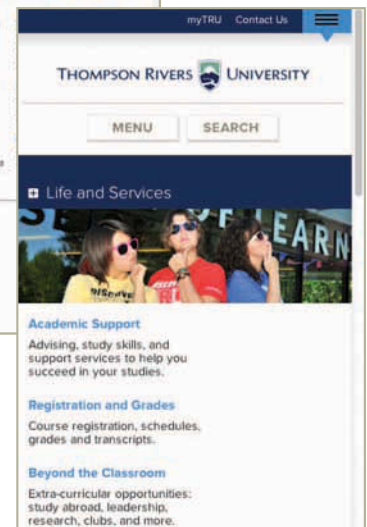 myTRU Contact Us
THOMPSON RIVERS UNIVERSITY
MENU SEARCH
Life and Services
OF LEARN
DISCOVER
Academic Support
Advising, study skills, and
support services to help you
succeed in your studies.
Registration and Grades
Course registration, schedules,
grades and transcripts.
Beyond the Classroom
Extra-curricular opportunities:
study abroad, leadership,
research, clubs, and more.